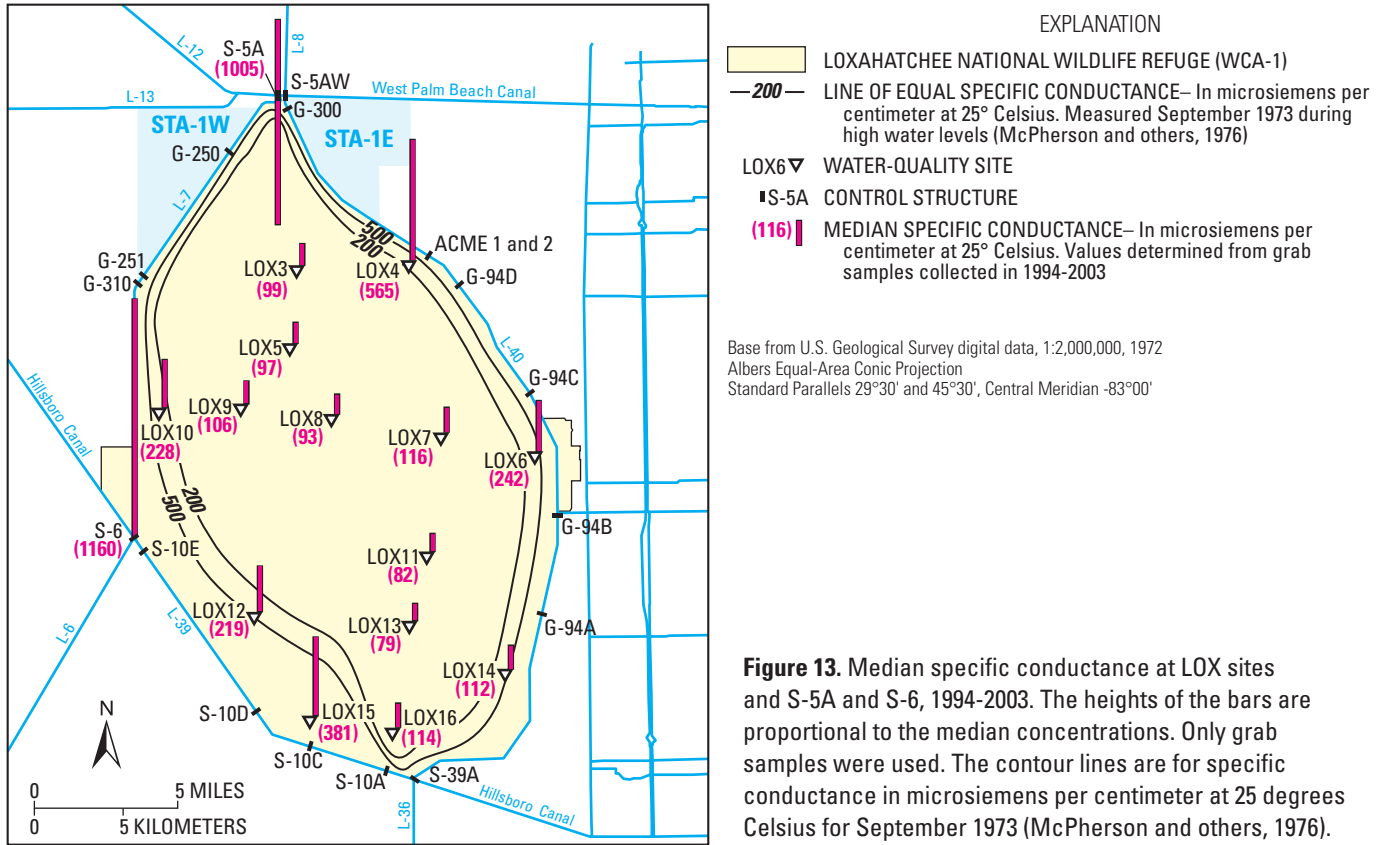 L-12
L-8
S-5A
(1005)
S-5AW
West Palm Beach Canal
L-13
G-300
STA-1W
STA-1E
G-250
L-7
500
200
ACME 1 and 2
G-251
G-310
LOX3
(99)
LOX4
(565)
G-94D
LOX5
(97)
L-40
G-94C
Hillsboro Canal
LOX10
(228)
LOX9
(106)
LOX8
(93)
LOX7
(116)
LOX6
(242)
200
500
S-6
(1160)
S-10E
G-94B
LOX11
(82)
L-6
L-39
LOX12
(219)
LOX13
(79)
G-94A
LOX14
(112)
N
S-10D
LOX15
(381)
LOX16
(114)
S-10C
S-10A
S-39A
Hillsboro Canal
L-36
0 5 MILES
0 5 KILOMETERS
EXPLANATION
LOXAHATCHEE NATIONAL WILDLIFE REFUGE (WCA-1)
— 200 — LINE OF EQUAL SPECIFIC CONDUCTANCE– In microsiemens per
centimeter at 25° Celsius. Measured September 1973 during
high water levels (McPherson and others, 1976)
LOX6 WATER-QUALITY SITE
S-5A CONTROL STRUCTURE
(116) MEDIAN SPECIFIC CONDUCTANCE– In microsiemens per
centimeter at 25° Celsius. Values determined from grab
samples collected in 1994-2003
Base from U.S. Geological Survey digital data, 1:2,000,000, 1972
Albers Equal-Area Conic Projection
Standard Parallels 29°30' and 45°30', Central Meridian -83°00'
Figure 13. Median specific conductance at LOX sites
and S-5A and S-6, 1994-2003. The heights of the bars are
proportional to the median concentrations. Only grab
samples were used. The contour lines are for specific
conductance in microsiemens per centimeter at 25 degrees
Celsius for September 1973 (McPherson and others, 1976).